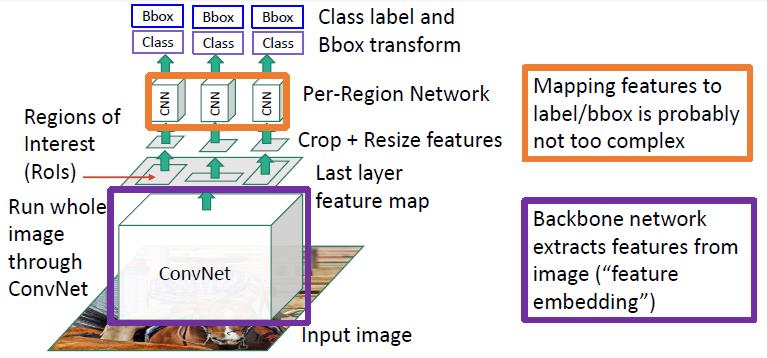 Bbox Bbox Bbox
Class Class Class
Class label and
Bbox transform
CNN CNN CNN
Per-Region Network
Mapping features to
label/bbox is probably
not too complex
Regions of
Interest
(RoIs)
Crop + Resize features
Last layer
feature map
Run whole
image
through
ConvNet
ConvNet
Backbone network
extracts features from
image (“feature
embedding”)
Input image